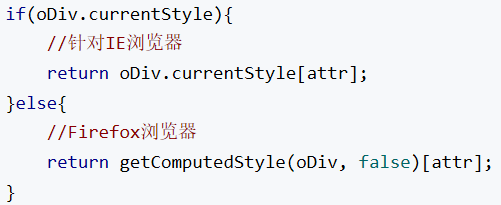 if(oDiv.currentStyle){
    //针对IE浏览器
    return oDiv.currentStyle[attr];
}else{
    //Firefox浏览器
    return getComputedStyle(oDiv, false)[attr];
}